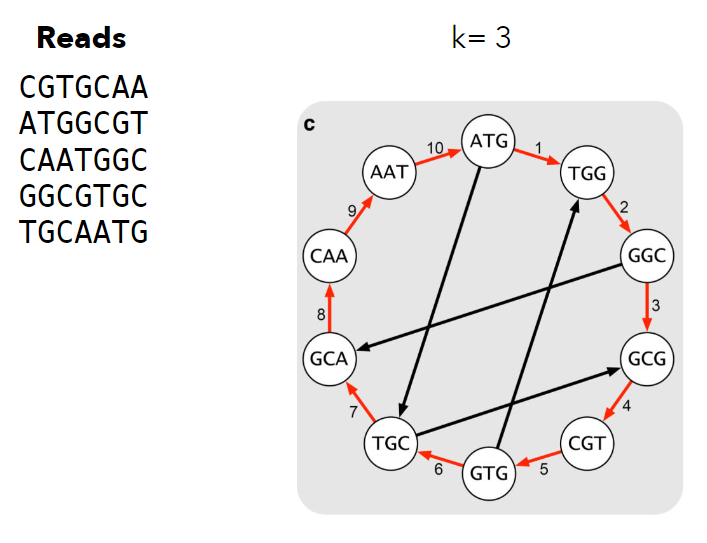 Reads
k= 3
CGTGCAA
ATGGCGT
CAATGGC
GGCGTGC
TGCAATG
c
ATG
10
1
AAT
TGG
9
2
CAA
GGC
8
3
GCA
GCG
7
4
TGC
CGT
6
5
GTG